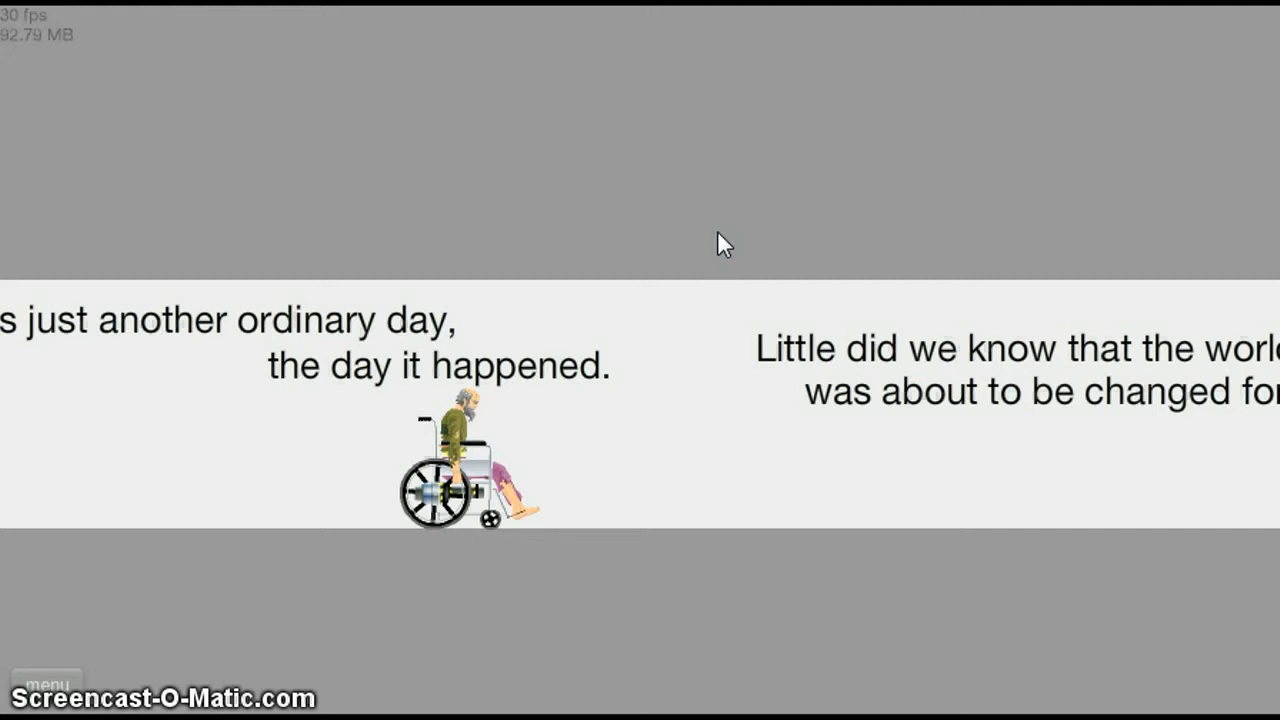 30 fps
92.79 MB
s just another ordinary day,
the day it happened.
Little did we know that the world
was about to be changed for
menu
Screencast-O-Matic.com